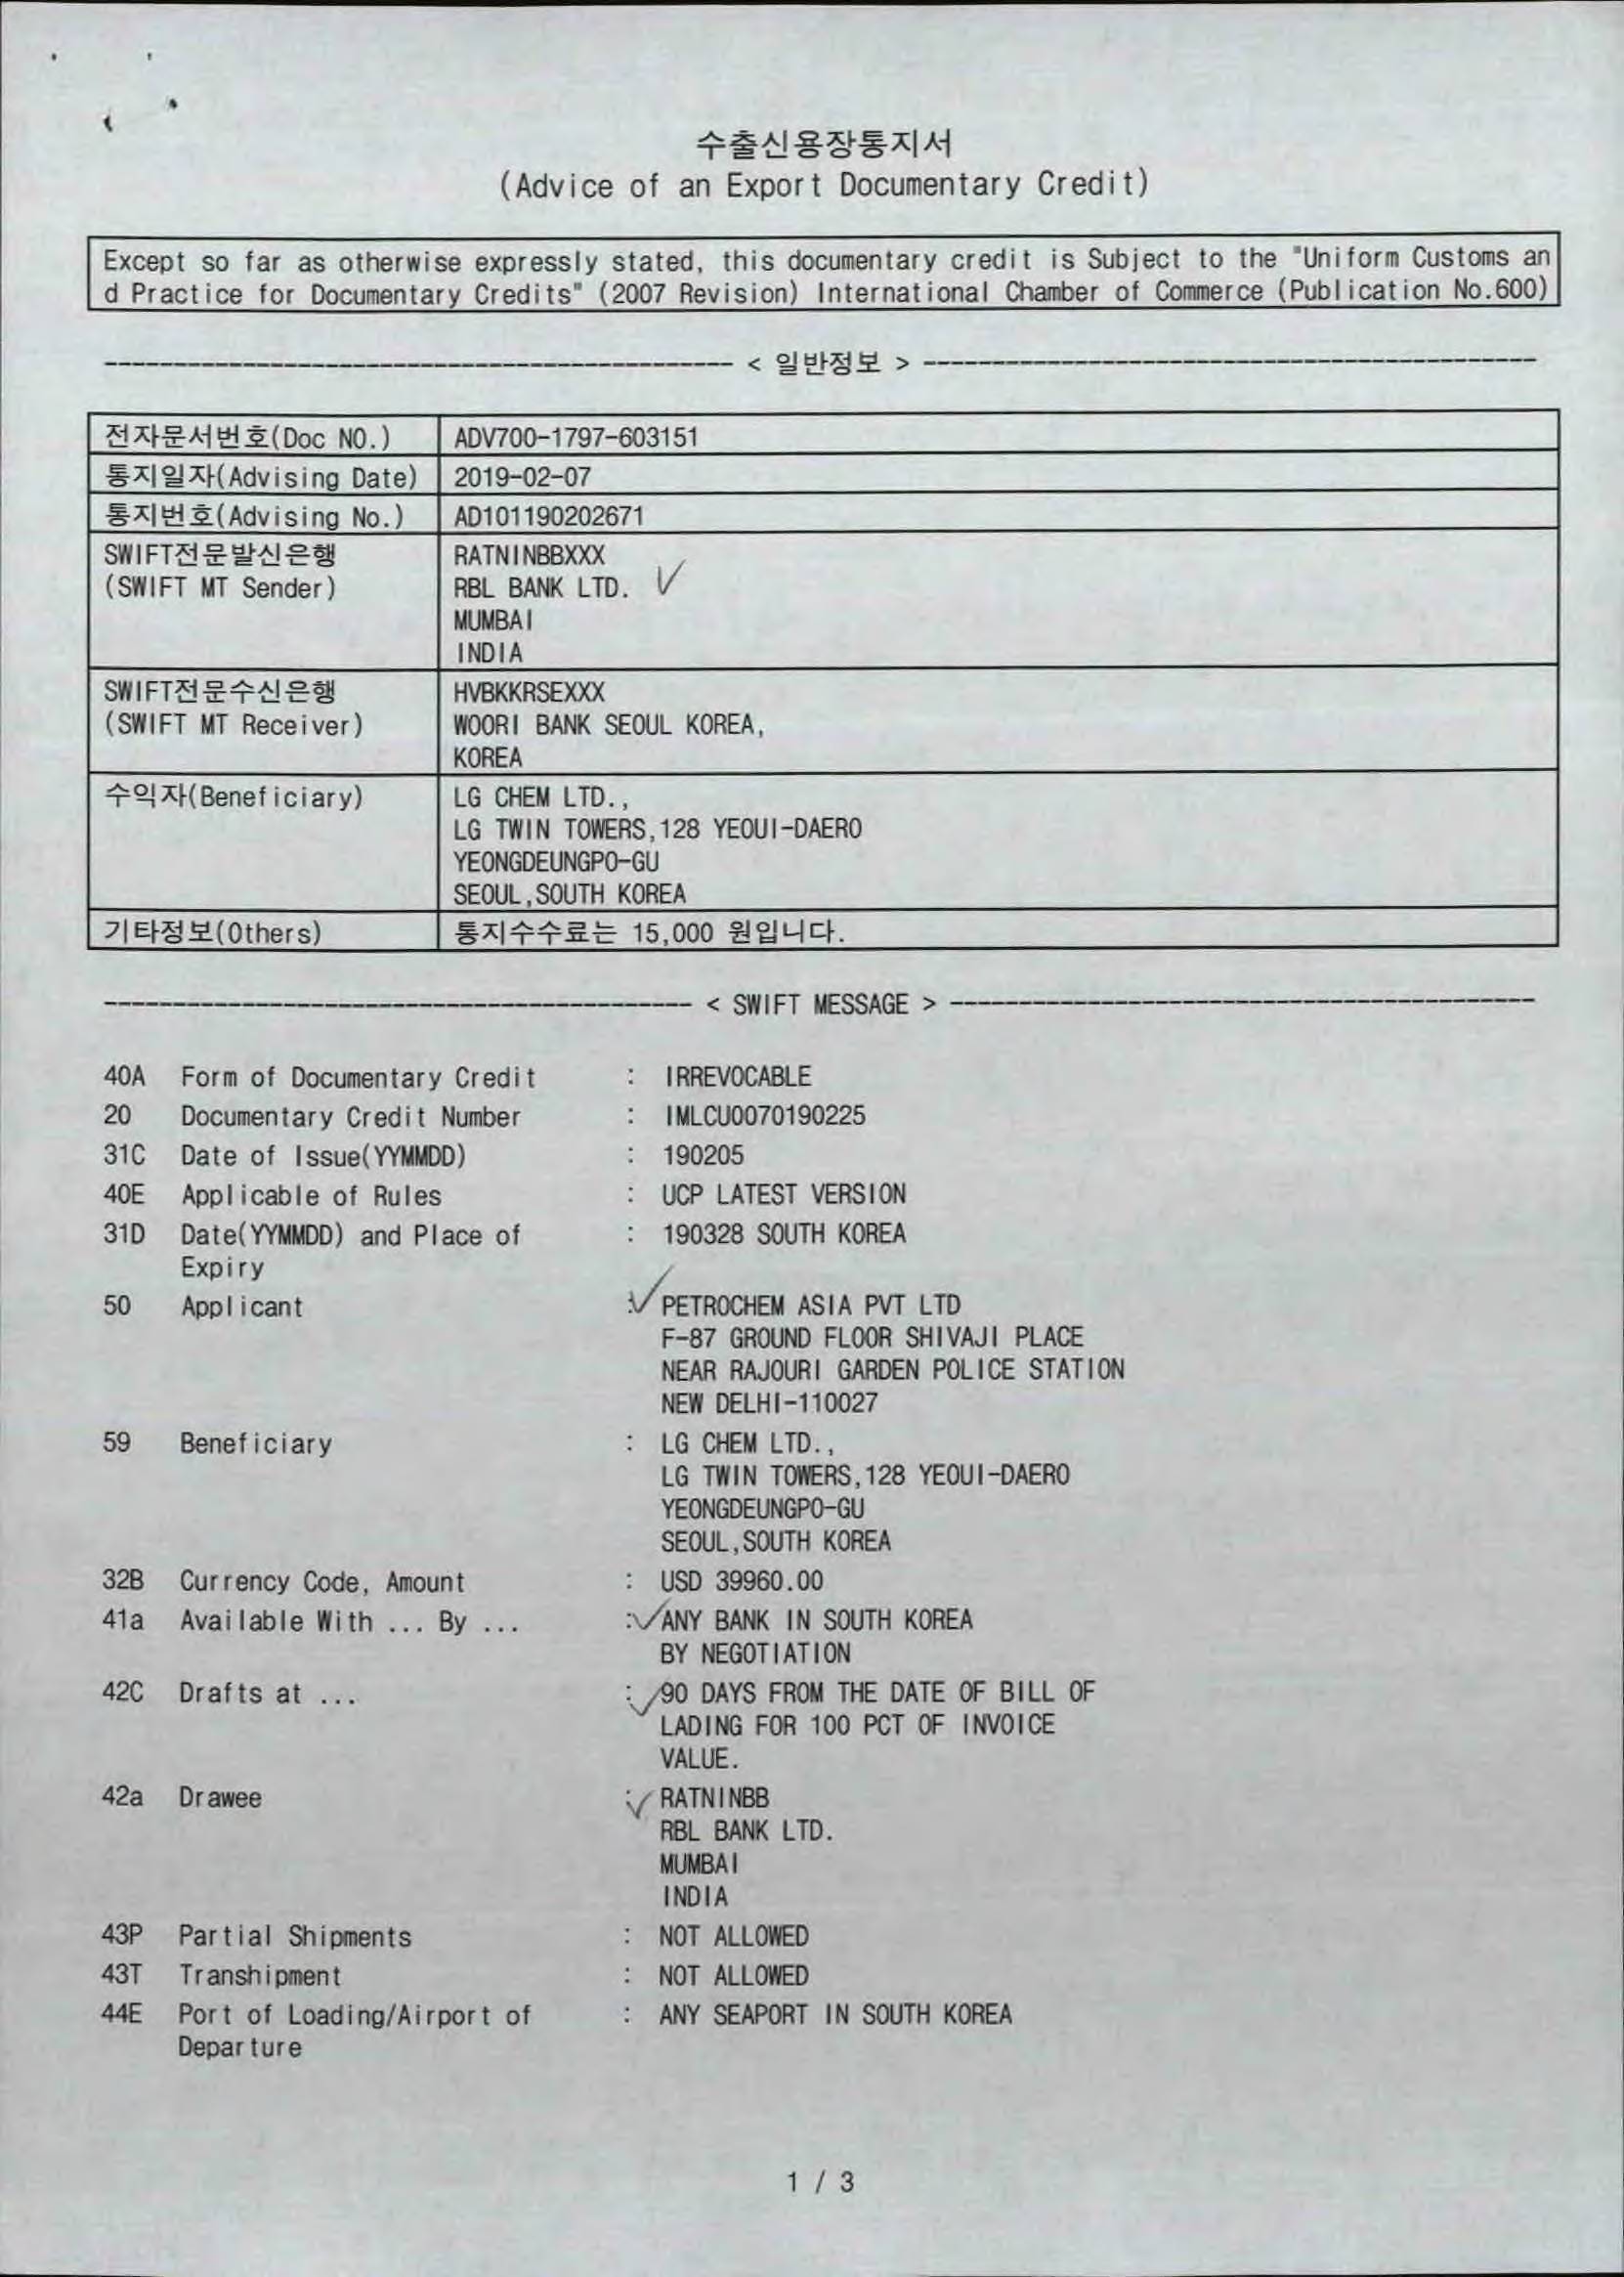 수출신용장통지서
(Advice of an Export Documentary Credit)
Except so far as otherwise expressly stated, this documentary credit is Subject to the "Uniform Customs an
d Practice for Documentary Credits" (2007 Revision) International Chamber of Commerce (Publication No.600)
< 일반정보 >
전자문서번호(Doc NO.) ADV700-1797-603151
통지일자(Advising Date) 2019-02-07
통지번호(Advising No.) AD101190202671
SWIFT전문발신은행 RATNINBBXXX
(SWIFT MT Sender) RBL BANK LTD.
MUMBAI
INDIA
SWIFT전문수신은행 HVBKKRSEXXX
(SWIFT MT Receiver) WOORI BANK SEOUL KOREA,
KOREA
수익자(Beneficiary) LG CHEM LTD.,
LG TWIN TOWERS,128 YEOUI-DAERO
YEONGDEUNGPO-GU
SEOUL,SOUTH KOREA
기타정보(Others) 통지수수료는 15,000 원입니다.
< SWIFT MESSAGE >
40A Form of Documentary Credit : IRREVOCABLE
20 Documentary Credit Number : IMLCU0070190225
31C Date of Issue(YYMMDD) : 190205
40E Applicable of Rules : UCP LATEST VERSION
31D Date(YYMMDD) and Place of : 190328 SOUTH KOREA
Expiry
50 Applicant : PETROCHEM ASIA PVT LTD
F-87 GROUND FLOOR SHIVAJI PLACE
NEAR RAJOURI GARDEN POLICE STATION
NEW DELHI-110027
59 Beneficiary : LG CHEM LTD.,
LG TWIN TOWERS,128 YEOUI-DAERO
YEONGDEUNGPO-GU
SEOUL,SOUTH KOREA
32B Currency Code, Amount : USD 39960.00
41a Available With ... By ... : ANY BANK IN SOUTH KOREA
BY NEGOTIATION
42C Drafts at ... : 90 DAYS FROM THE DATE OF BILL OF
LADING FOR 100 PCT OF INVOICE
VALUE.
42a Drawee : RATNINBB
RBL BANK LTD.
MUMBAI
INDIA
43P Partial Shipments : NOT ALLOWED
43T Transhipment : NOT ALLOWED
44E Port of Loading/Airport of : ANY SEAPORT IN SOUTH KOREA
Departure
1 / 3